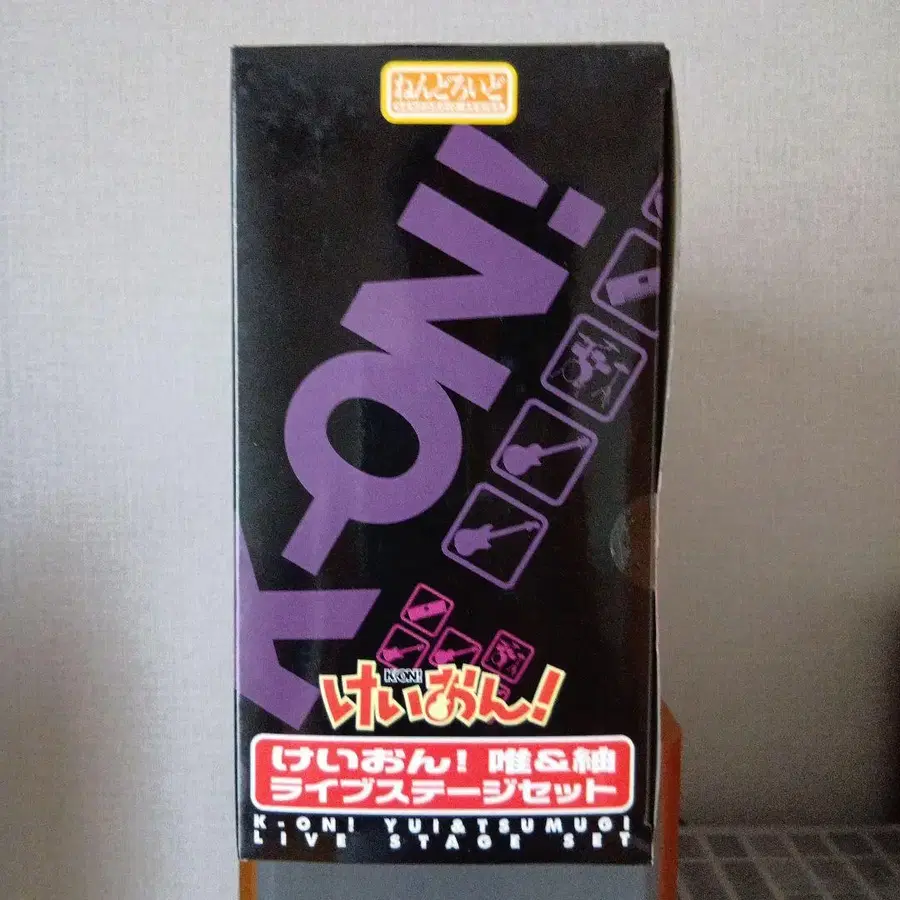 ねんどろいど
K-ON!
K-ON!
けいおん!
けいおん! 唯&紬
ライブステージセット
K-ON! YUI&TSUMUGI
LIVE STAGE SET